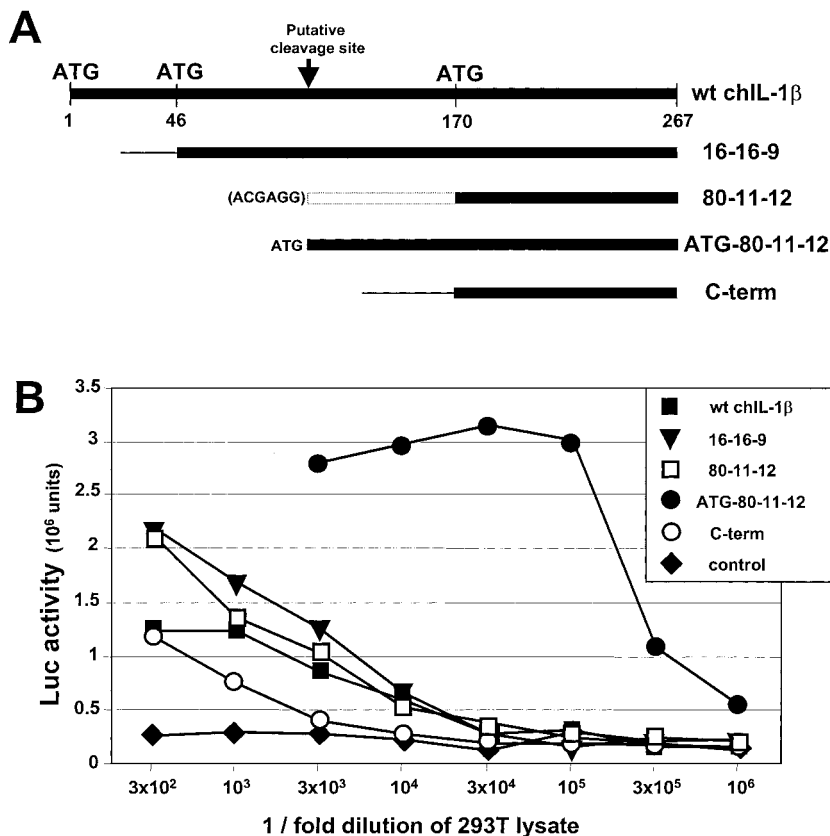 A
Putative
cleavage site
ATG ATG ATG
wt chIL-1β
1 46 170 267
16-16-9
(ACGAGG) 80-11-12
ATG ATG-80-11-12
C-term
B
3.5
3
2.5
2
1.5
1
0.5
0
Luc activity (10⁶ units)
wt chIL-1β
16-16-9
80-11-12
ATG-80-11-12
C-term
control
3x10² 10³ 3x10³ 10⁴ 3x10⁴ 10⁵ 3x10⁵ 10⁶
1 / fold dilution of 293T lysate